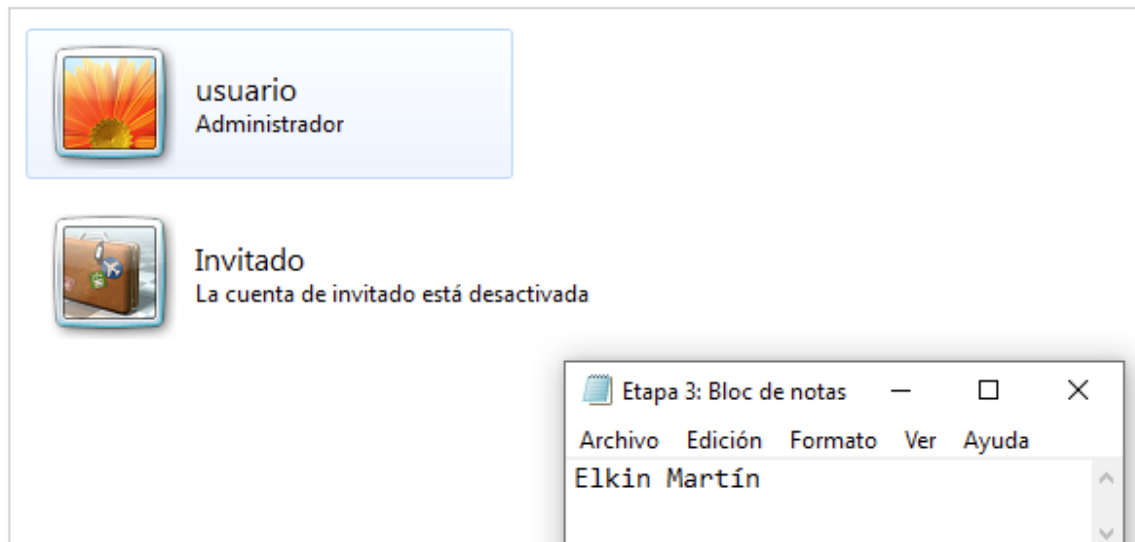 usuario
Administrador
Invitado
La cuenta de invitado está desactivada
Etapa 3: Bloc de notas
Archivo Edición Formato Ver Ayuda
Elkin Martín